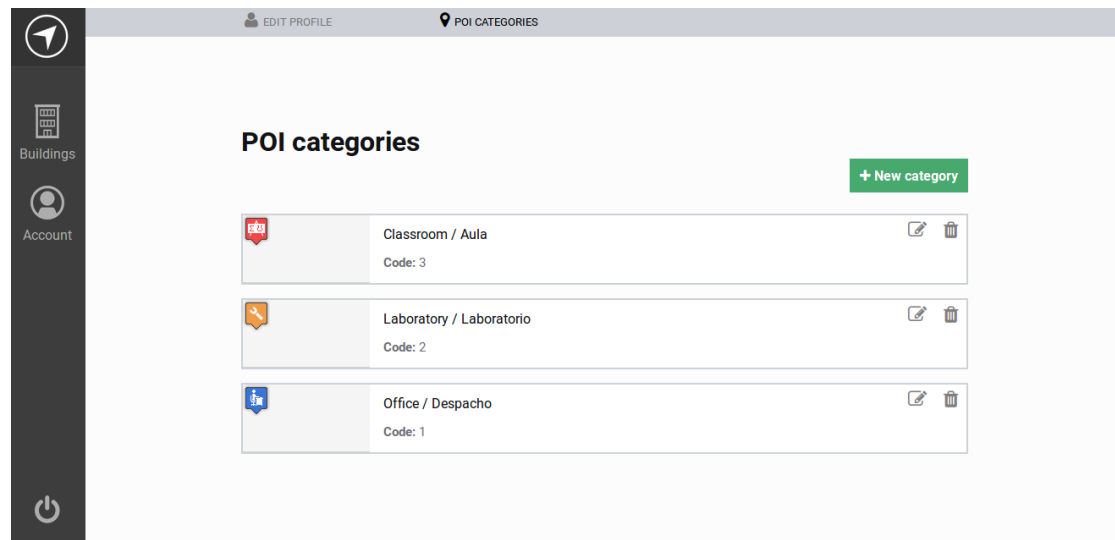 EDIT PROFILE
POI CATEGORIES
Buildings
Account
POI categories
+ New category
Classroom / Aula
Code: 3
Laboratory / Laboratorio
Code: 2
Office / Despacho
Code: 1